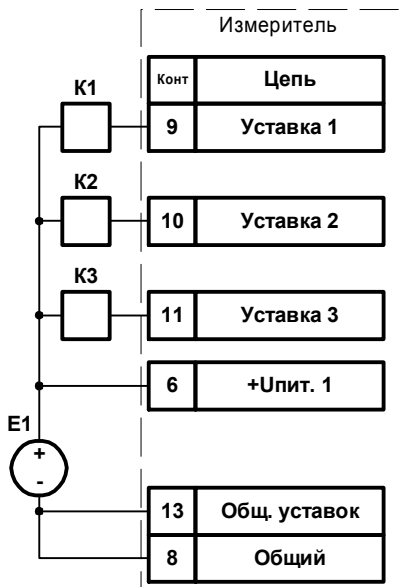 Измеритель
Конт Цепь
К1
9 Уставка 1
К2
10 Уставка 2
К3
11 Уставка 3
6 +Uпит. 1
Е1
+
-
13 Общ. уставок
8 Общий